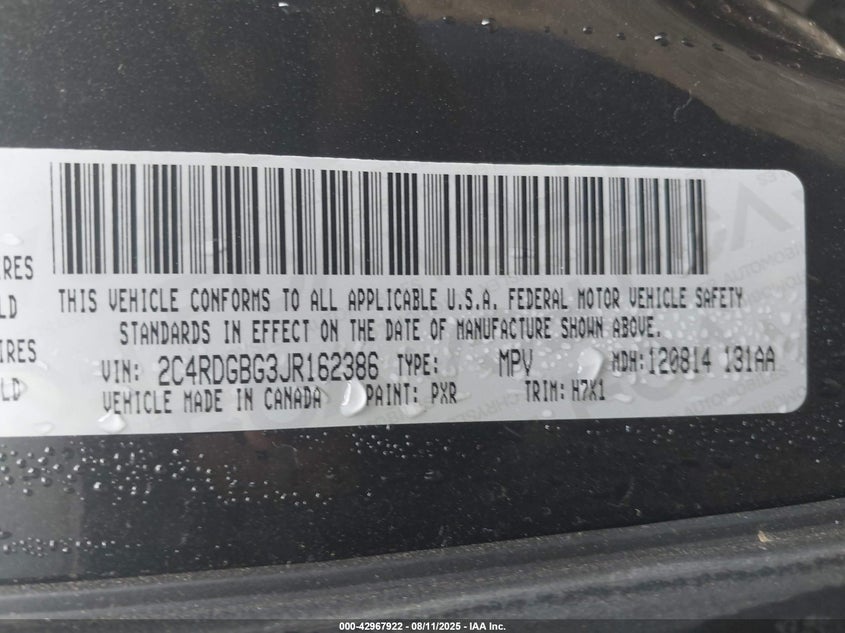 IRES
LD
IRES
LD
THIS VEHICLE CONFORMS TO ALL APPLICABLE U.S.A. FEDERAL MOTOR VEHICLE SAFETY
STANDARDS IN EFFECT ON THE DATE OF MANUFACTURE SHOWN ABOVE.
VIN: 2C4RDGBG3JR162386 TYPE: MPV MDH:120814 131AA
VEHICLE MADE IN CANADA PAINT: PXR TRIM: H7X1
000-42967922 - 08/11/2025 - IAA Inc.